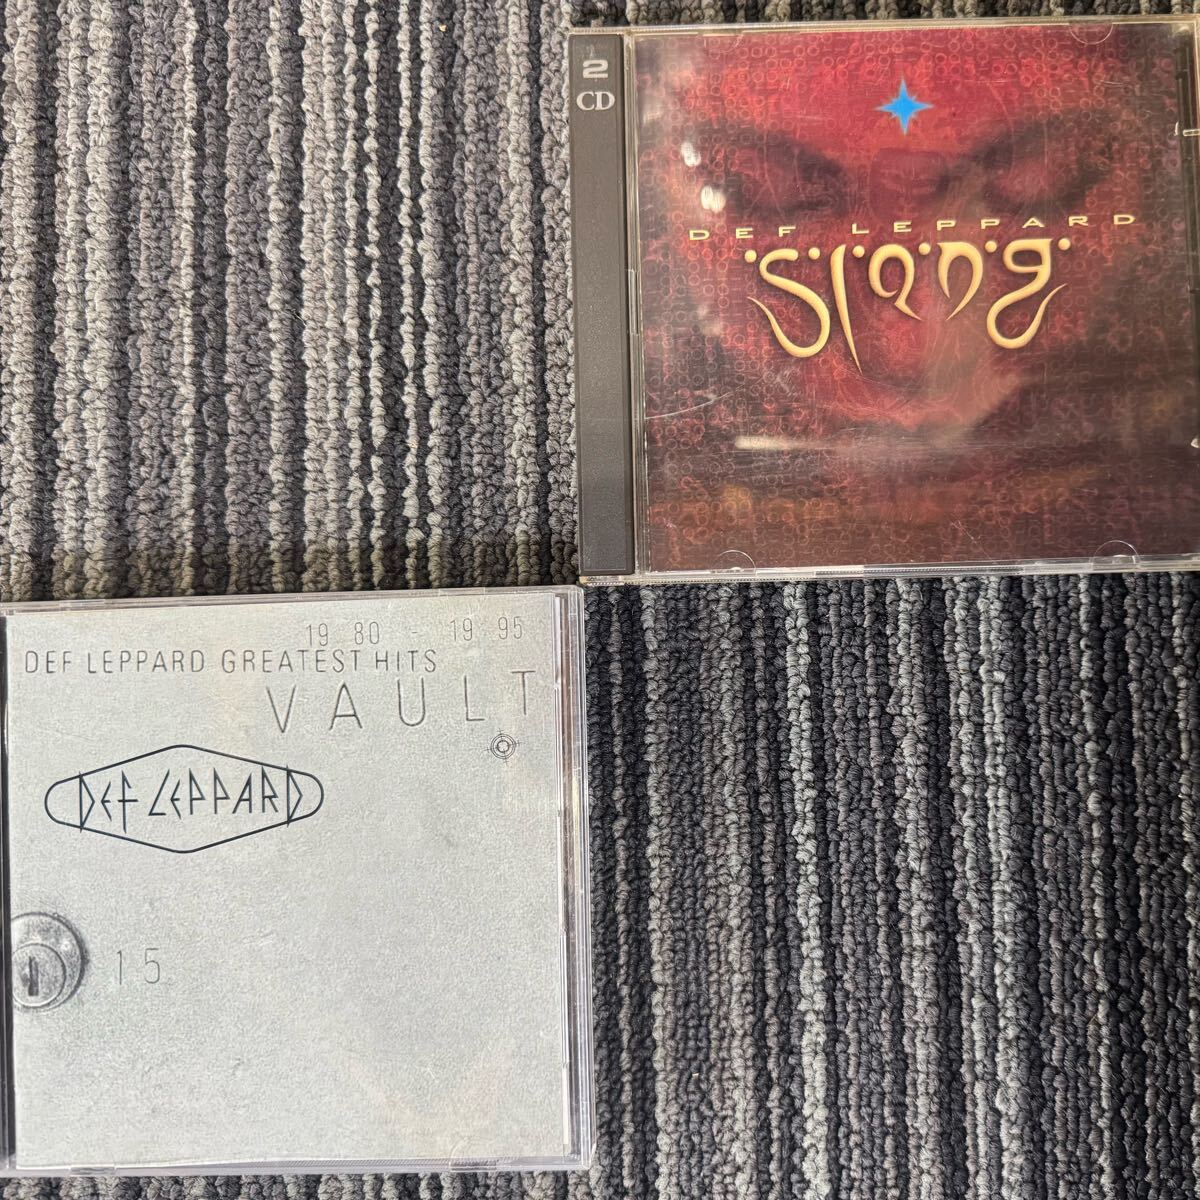 2
CD
DEF LEPPARD
Slang
19 80 - 19 95
DEF LEPPARD GREATEST HITS
VAULT
DEF LEPPARD
15